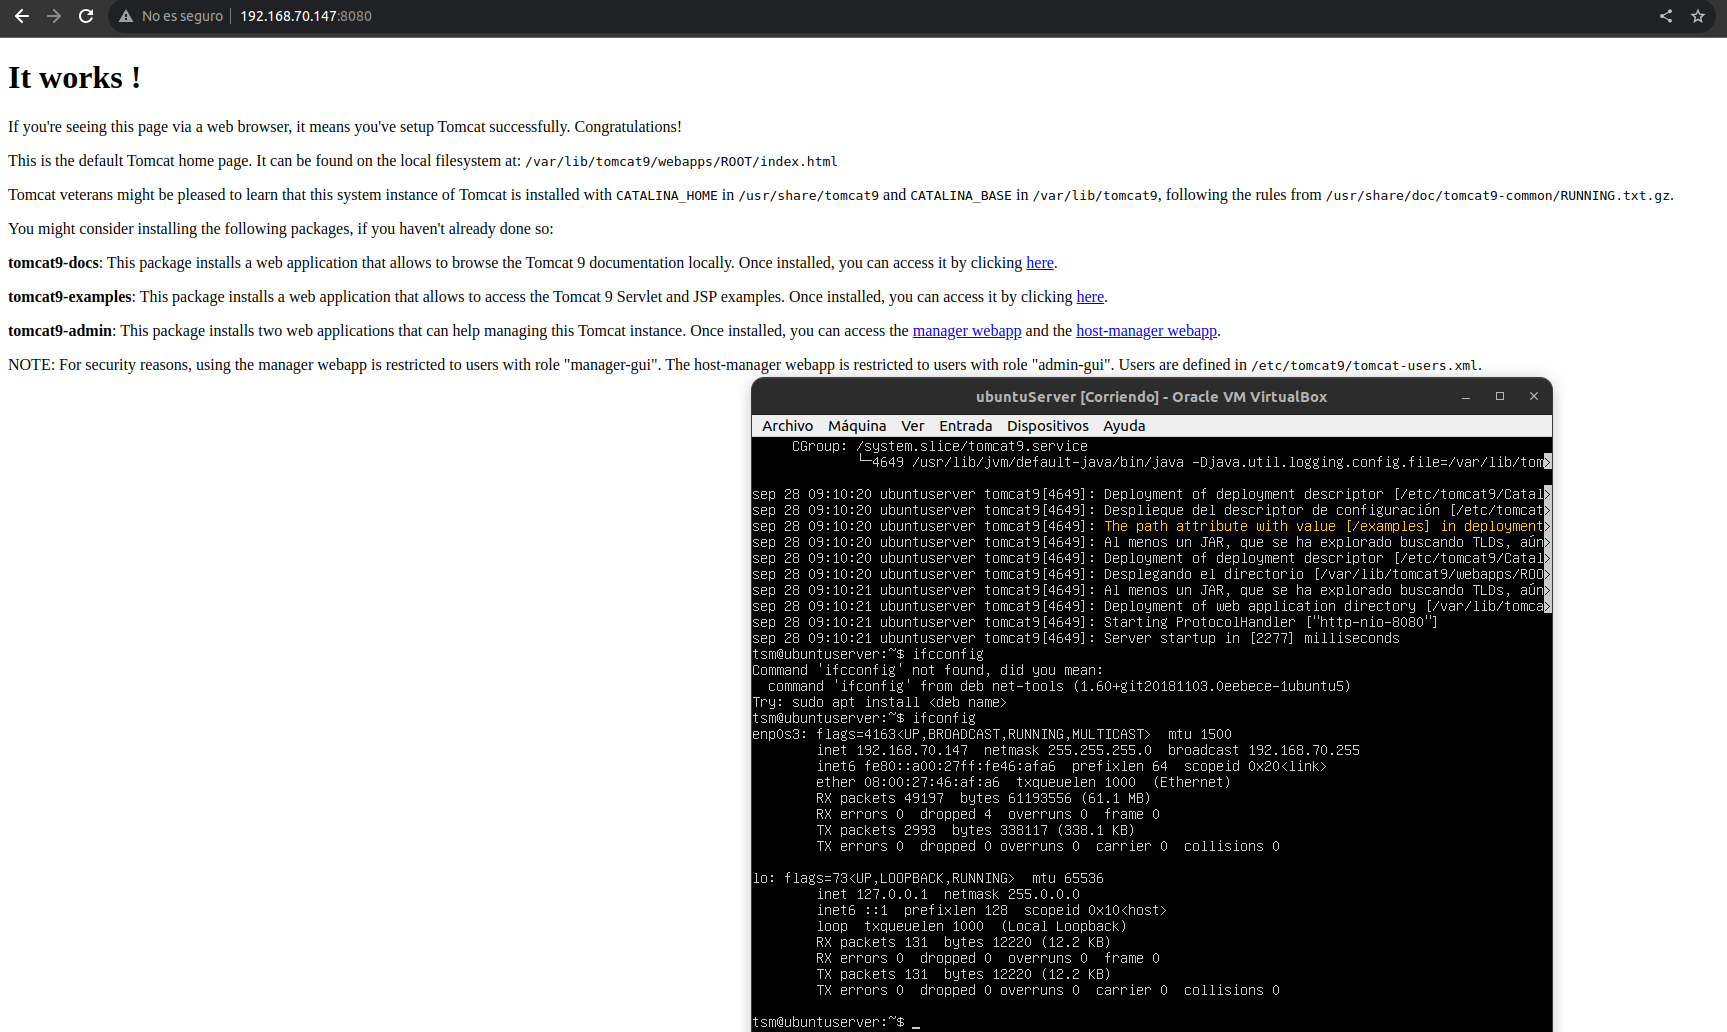 No es seguro 192.168.70.147:8080
It works !
If you're seeing this page via a web browser, it means you've setup Tomcat successfully. Congratulations!
This is the default Tomcat home page. It can be found on the local filesystem at: /var/lib/tomcat9/webapps/ROOT/index.html
Tomcat veterans might be pleased to learn that this system instance of Tomcat is installed with CATALINA_HOME in /usr/share/tomcat9 and CATALINA_BASE in /var/lib/tomcat9, following the rules from /usr/share/doc/tomcat9-common/RUNNING.txt.gz.
You might consider installing the following packages, if you haven't already done so:
tomcat9-docs: This package installs a web application that allows to browse the Tomcat 9 documentation locally. Once installed, you can access it by clicking here.
tomcat9-examples: This package installs a web application that allows to access the Tomcat 9 Servlet and JSP examples. Once installed, you can access it by clicking here.
tomcat9-admin: This package installs two web applications that can help managing this Tomcat instance. Once installed, you can access the manager webapp and the host-manager webapp.
NOTE: For security reasons, using the manager webapp is restricted to users with role "manager-gui". The host-manager webapp is restricted to users with role "admin-gui". Users are defined in /etc/tomcat9/tomcat-users.xml.
ubuntuServer [Corriendo] - Oracle VM VirtualBox
Archivo Máquina Ver Entrada Dispositivos Ayuda
CGroup: /system.slice/tomcat9.service
└─4649 /usr/lib/jvm/default-java/bin/java -Djava.util.logging.config.file=/var/lib/tom>
sep 28 09:10:20 ubuntuserver tomcat9[4649]: Deployment of deployment descriptor [/etc/tomcat9/Catal>
sep 28 09:10:20 ubuntuserver tomcat9[4649]: Desplieque del descriptor de configuración [/etc/tomcat>
sep 28 09:10:20 ubuntuserver tomcat9[4649]: The path attribute with value [/examples] in deployment>
sep 28 09:10:20 ubuntuserver tomcat9[4649]: Al menos un JAR, que se ha explorado buscando TLDs, aún>
sep 28 09:10:20 ubuntuserver tomcat9[4649]: Deployment of deployment descriptor [/etc/tomcat9/Catal>
sep 28 09:10:20 ubuntuserver tomcat9[4649]: Desplegando el directorio [/var/lib/tomcat9/webapps/ROO>
sep 28 09:10:21 ubuntuserver tomcat9[4649]: Al menos un JAR, que se ha explorado buscando TLDs, aún>
sep 28 09:10:21 ubuntuserver tomcat9[4649]: Deployment of web application directory [/var/lib/tomca>
sep 28 09:10:21 ubuntuserver tomcat9[4649]: Starting ProtocolHandler ["http-nio-8080"]
sep 28 09:10:21 ubuntuserver tomcat9[4649]: Server startup in [2277] milliseconds
tsm@ubuntuserver:~$ ifcconfig
Command 'ifcconfig' not found, did you mean:
command 'ifconfig' from deb net-tools (1.60+git20181103.0eebece-1ubuntu5)
Try: sudo apt install <deb name>
tsm@ubuntuserver:~$ ifconfig
enp0s3: flags=4163<UP,BROADCAST,RUNNING,MULTICAST> mtu 1500
inet 192.168.70.147 netmask 255.255.255.0 broadcast 192.168.70.255
inet6 fe80::a00:27ff:fe46:afa6 prefixlen 64 scopeid 0x20<link>
ether 08:00:27:46:af:a6 txqueuelen 1000 (Ethernet)
RX packets 49197 bytes 61193556 (61.1 MB)
RX errors 0 dropped 4 overruns 0 frame 0
TX packets 2993 bytes 338117 (338.1 KB)
TX errors 0 dropped 0 overruns 0 carrier 0 collisions 0
lo: flags=73<UP,LOOPBACK,RUNNING> mtu 65536
inet 127.0.0.1 netmask 255.0.0.0
inet6 ::1 prefixlen 128 scopeid 0x10<host>
loop txqueuelen 1000 (Local Loopback)
RX packets 131 bytes 12220 (12.2 KB)
RX errors 0 dropped 0 overruns 0 frame 0
TX packets 131 bytes 12220 (12.2 KB)
TX errors 0 dropped 0 overruns 0 carrier 0 collisions 0
tsm@ubuntuserver:~$ _